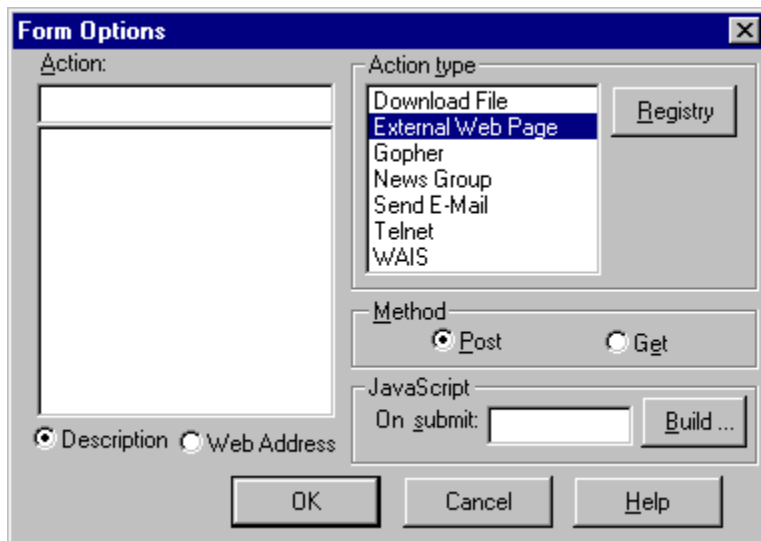 Form Options
Action:
Action type
Download File
External Web Page
Gopher
News Group
Send E-Mail
Telnet
WAIS
Registry
Method
Post Get
JavaScript
On submit: Build ...
Description Web Address
OK Cancel Help